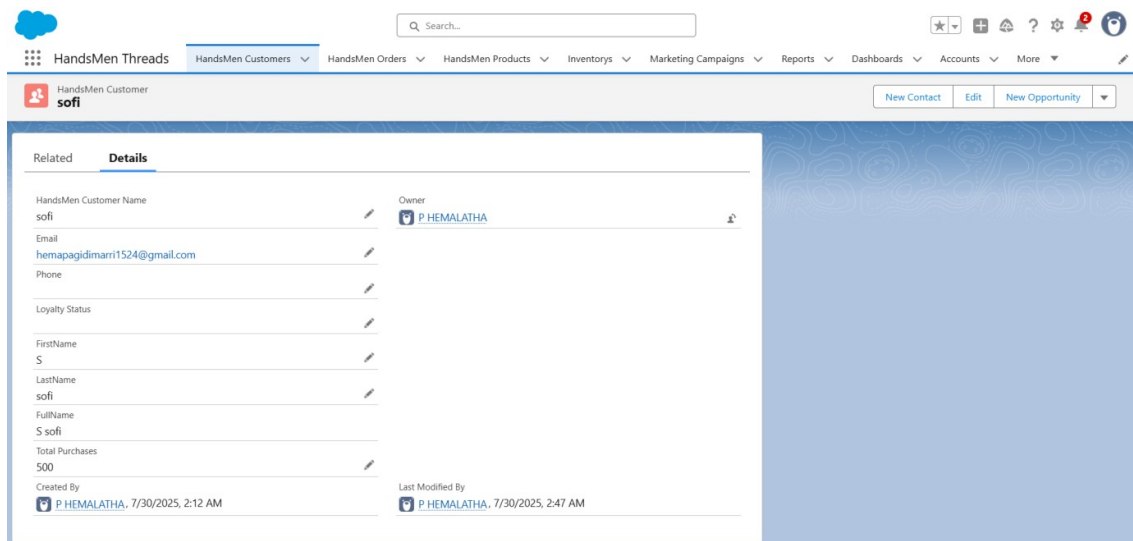 Search...
2
HandsMen Threads HandsMen Customers HandsMen Orders HandsMen Products Inventorys Marketing Campaigns Reports Dashboards Accounts More
HandsMen Customer
sofi
New Contact Edit New Opportunity
Related Details
HandsMen Customer Name
sofi
Owner
P HEMALATHA
Email
hemapagidimarri1524@gmail.com
Phone
Loyalty Status
FirstName
S
LastName
sofi
FullName
S sofi
Total Purchases
500
Created By
P HEMALATHA, 7/30/2025, 2:12 AM
Last Modified By
P HEMALATHA, 7/30/2025, 2:47 AM